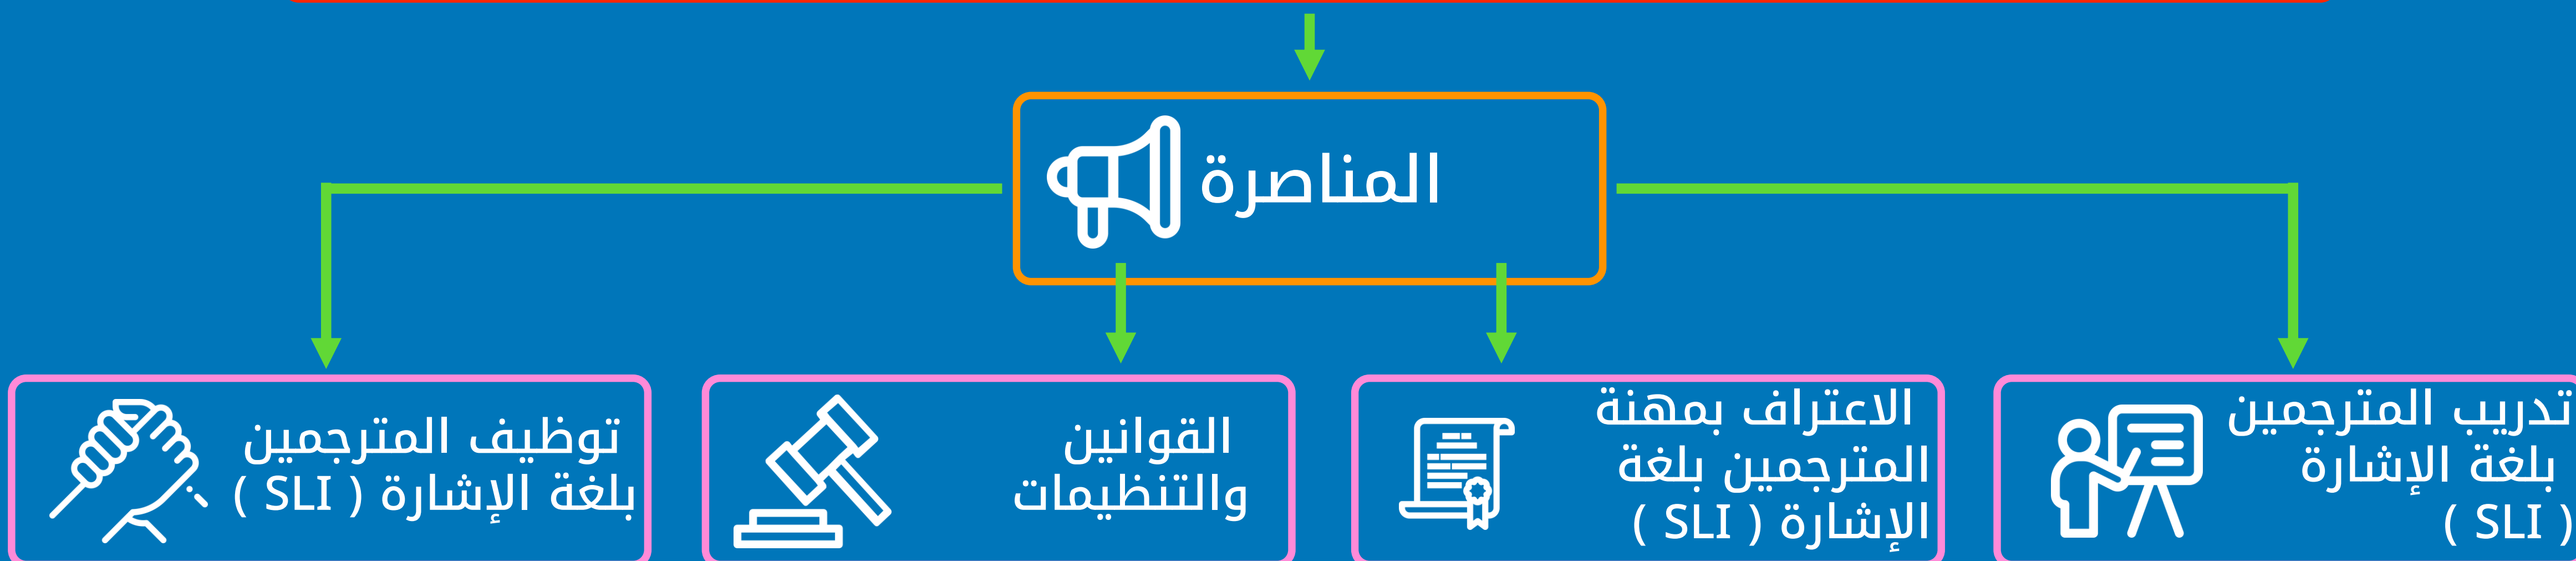 المناصرة
تدريب المترجمين
بلغة الإشارة
( SLI )
الاعتراف بمهنة
المترجمين بلغة
الإشارة ( SLI )
القوانين
والتنظيمات
توظيف المترجمين
بلغة الإشارة ( SLI )